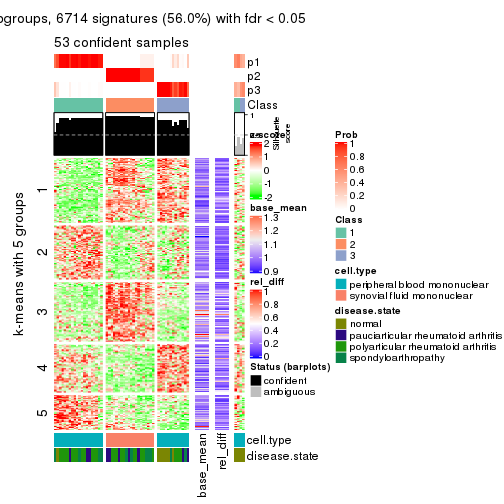 ogroups, 6714 signatures (56.0%) with fdr < 0.05
53 confident samples
p1
p2
p3
Class
1
Silhouette
score
k-means with 5 groups
1
2
3
4
5
z-score
2
1
0
-1
-2
base_mean
1.3
1.2
1.1
1
0.9
rel_diff
1
0.8
0.6
0.4
0.2
0
Status (barplots)
confident
ambiguous
Prob
1
0.8
0.6
0.4
0.2
0
Class
1
2
3
cell.type
peripheral blood mononuclear
synovial fluid mononuclear
disease.state
normal
pauciarticular rheumatoid arthritis
polyarticular rheumatoid arthritis
spondyloarthropathy
cell.type
disease.state
base_mean
rel_diff